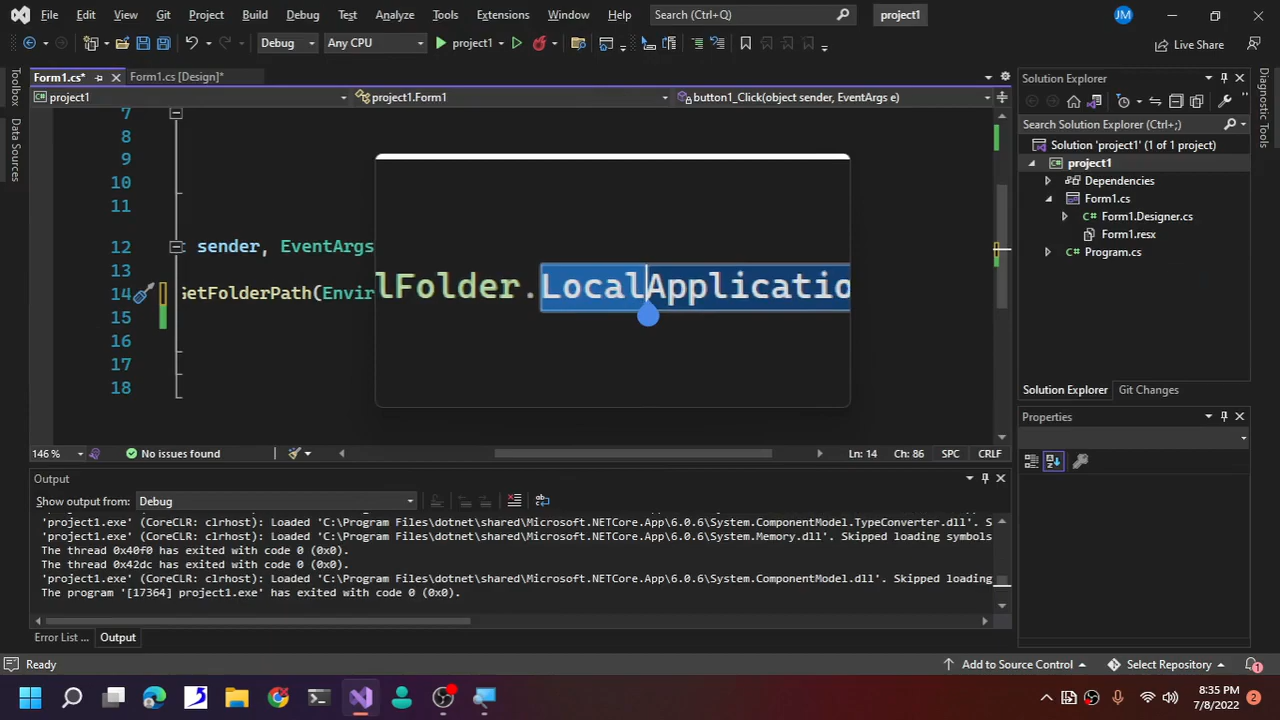 File Edit View Git Project Build Debug Test Analyze Tools Extensions Window Help Search (Ctrl+Q) project1 JM
Debug Any CPU project1 Live Share
Form1.cs* Form1.cs [Design]* Solution Explorer
project1 project1.Form1 button1_Click(object sender, EventArgs e)
Toolbox
Data Sources
Diagnostic Tools
Search Solution Explorer (Ctrl+;)
Solution 'project1' (1 of 1 project)
project1
Dependencies
Form1.cs
Form1.Designer.cs
Form1.resx
Program.cs
7
8
9
10
11
12 sender, EventArgs
13
14 GetFolderPath(Envir
15
16
17
18
lFolder.LocalApplicatio
Solution Explorer Git Changes
Properties
146 % No issues found Ln: 14 Ch: 86 SPC CRLF
Output
Show output from: Debug
'project1.exe' (CoreCLR: clrhost): Loaded 'C:\Program Files\dotnet\shared\Microsoft.NETCore.App\6.0.6\System.ComponentModel.TypeConverter.dll'. S
'project1.exe' (CoreCLR: clrhost): Loaded 'C:\Program Files\dotnet\shared\Microsoft.NETCore.App\6.0.6\System.Memory.dll'. Skipped loading symbols
The thread 0x40f0 has exited with code 0 (0x0).
The thread 0x42dc has exited with code 0 (0x0).
'project1.exe' (CoreCLR: clrhost): Loaded 'C:\Program Files\dotnet\shared\Microsoft.NETCore.App\6.0.6\System.ComponentModel.dll'. Skipped loading
The program '[17364] project1.exe' has exited with code 0 (0x0).
Error List ... Output
Ready Add to Source Control Select Repository 1
8:35 PM
7/8/2022 2